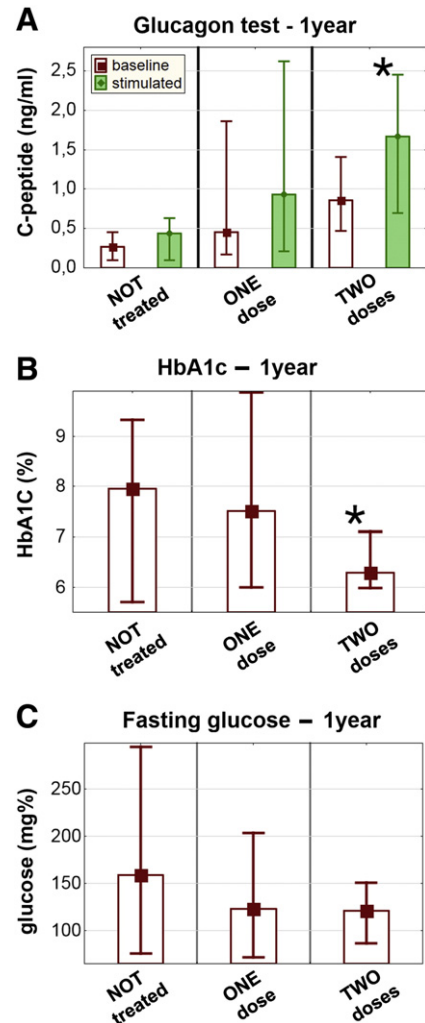 A
Glucagon test - 1year
C-peptide (ng/ml)
baseline
stimulated
*
2,5
2,0
1,5
1,0
0,5
0,0
NOT
treated
ONE
dose
TWO
doses
B
HbA1c – 1year
HbA1C (%)
9
8
7
6
*
NOT
treated
ONE
dose
TWO
doses
C
Fasting glucose – 1year
glucose (mg%)
250
200
150
100
NOT
treated
ONE
dose
TWO
doses